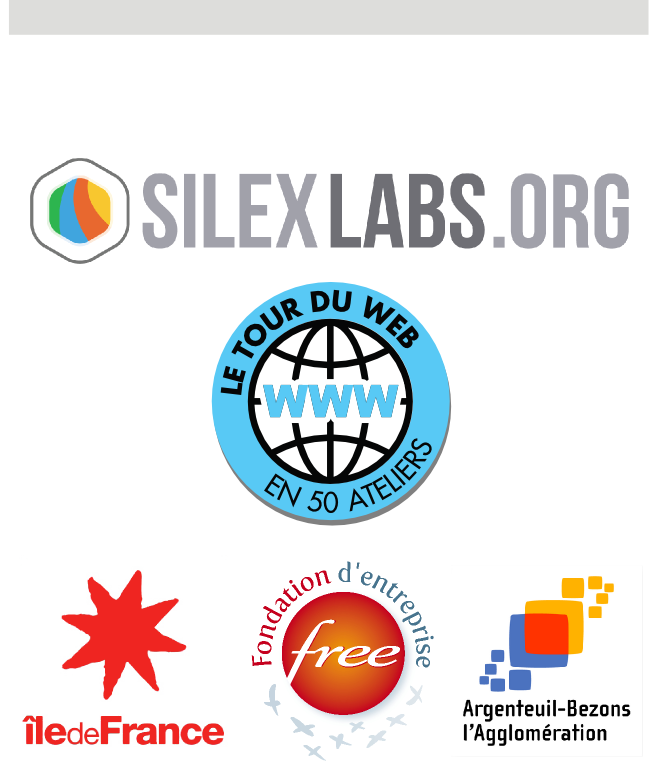 SILEXLABS.ORG
LE TOUR DU WEB
WWW
EN 50 ATELIERS
îledeFrance
Fondation d'entreprise
free
Argenteuil-Bezons
l'Agglomération